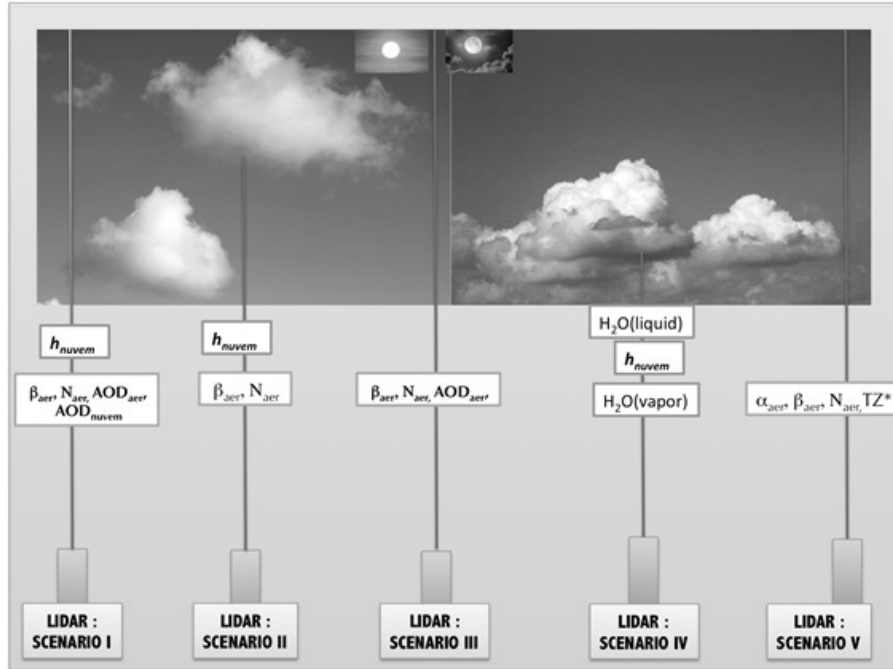 h_nuvem
β_aer, N_aer, AOD_aer,
AOD_nuvem
h_nuvem
β_aer, N_aer
β_aer, N_aer, AOD_aer,
H₂O(liquid)
h_nuvem
H₂O(vapor)
α_aer, β_aer, N_aer, TZ*
LIDAR :
SCENARIO I
LIDAR :
SCENARIO II
LIDAR :
SCENARIO III
LIDAR :
SCENARIO IV
LIDAR :
SCENARIO V